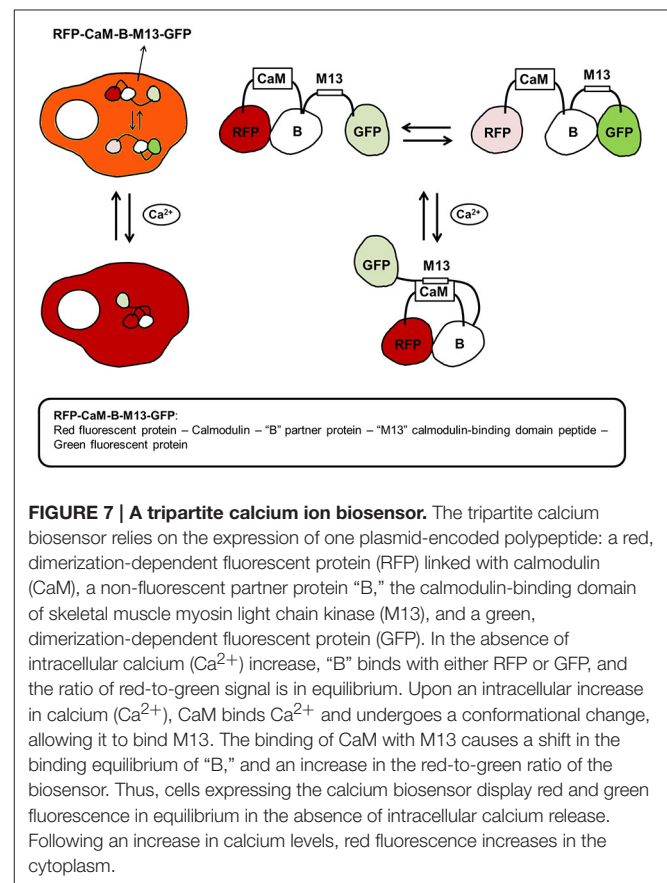 RFP-CaM-B-M13-GFP
CaM
M13
RFP
B
GFP
CaM
M13
RFP
B
GFP
Ca2+
Ca2+
GFP
M13
CaM
RFP
B
RFP-CaM-B-M13-GFP:
Red fluorescent protein – Calmodulin – “B” partner protein – “M13” calmodulin-binding domain peptide –
Green fluorescent protein
FIGURE 7 | A tripartite calcium ion biosensor. The tripartite calcium
biosensor relies on the expression of one plasmid-encoded polypeptide: a red,
dimerization-dependent fluorescent protein (RFP) linked with calmodulin
(CaM), a non-fluorescent partner protein “B,” the calmodulin-binding domain
of skeletal muscle myosin light chain kinase (M13), and a green,
dimerization-dependent fluorescent protein (GFP). In the absence of
intracellular calcium (Ca2+) increase, “B” binds with either RFP or GFP, and
the ratio of red-to-green signal is in equilibrium. Upon an intracellular increase
in calcium (Ca2+), CaM binds Ca2+ and undergoes a conformational change,
allowing it to bind M13. The binding of CaM with M13 causes a shift in the
binding equilibrium of “B,” and an increase in the red-to-green ratio of the
biosensor. Thus, cells expressing the calcium biosensor display red and green
fluorescence in equilibrium in the absence of intracellular calcium release.
Following an increase in calcium levels, red fluorescence increases in the
cytoplasm.